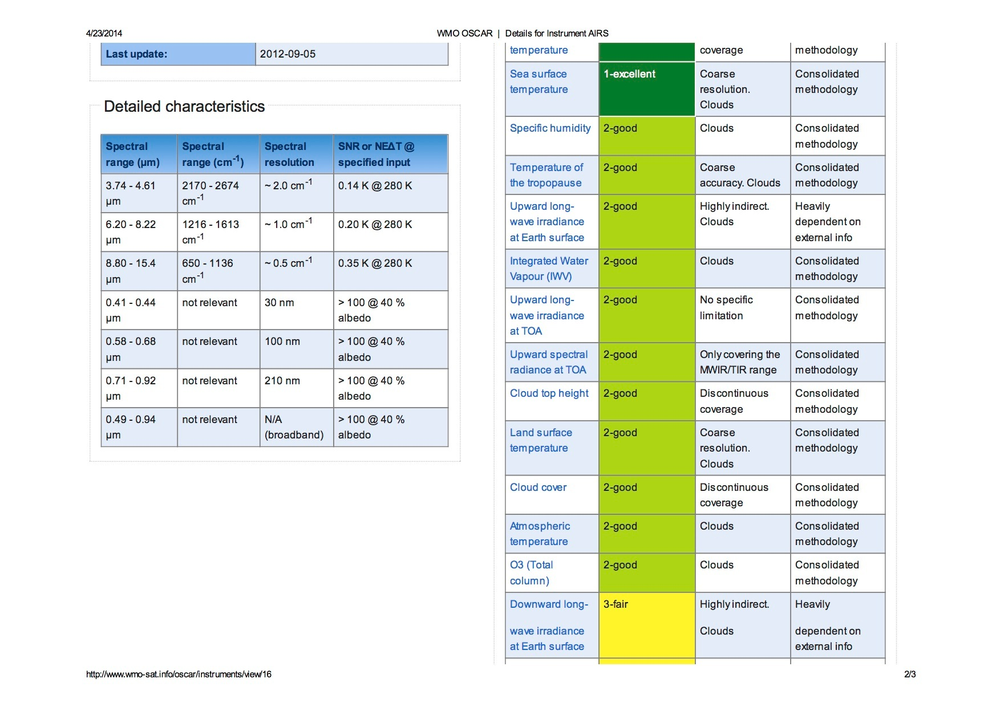 4/23/2014
WMO OSCAR | Details for Instrument AIRS
Last update: 2012-09-05
Detailed characteristics
Spectral Spectral Spectral SNR or NEΔT @
range (µm) range (cm-1) resolution specified input
3.74 - 4.61 2170 - 2674 ~ 2.0 cm-1 0.14 K @ 280 K
µm cm-1
6.20 - 8.22 1216 - 1613 ~ 1.0 cm-1 0.20 K @ 280 K
µm cm-1
8.80 - 15.4 650 - 1136 ~ 0.5 cm-1 0.35 K @ 280 K
µm cm-1
0.41 - 0.44 not relevant 30 nm > 100 @ 40 %
µm albedo
0.58 - 0.68 not relevant 100 nm > 100 @ 40 %
µm albedo
0.71 - 0.92 not relevant 210 nm > 100 @ 40 %
µm albedo
0.49 - 0.94 not relevant N/A > 100 @ 40 %
µm (broadband) albedo
temperature coverage methodology
Sea surface 1-excellent Coarse Consolidated
temperature resolution. methodology
Clouds
Specific humidity 2-good Clouds Consolidated
methodology
Temperature of 2-good Coarse Consolidated
the tropopause accuracy. Clouds methodology
Upward long- 2-good Highly indirect. Heavily
wave irradiance Clouds dependent on
at Earth surface external info
Integrated Water 2-good Clouds Consolidated
Vapour (IWV) methodology
Upward long- 2-good No specific Consolidated
wave irradiance limitation methodology
at TOA
Upward spectral 2-good Only covering the Consolidated
radiance at TOA MWIR/TIR range methodology
Cloud top height 2-good Discontinuous Consolidated
coverage methodology
Land surface 2-good Coarse Consolidated
temperature resolution. methodology
Clouds
Cloud cover 2-good Discontinuous Consolidated
coverage methodology
Atmospheric 2-good Clouds Consolidated
temperature methodology
O3 (Total 2-good Clouds Consolidated
column) methodology
Downward long- 3-fair Highly indirect. Heavily
wave irradiance Clouds dependent on
at Earth surface external info
http://www.wmo-sat.info/oscar/instruments/view/16
2/3